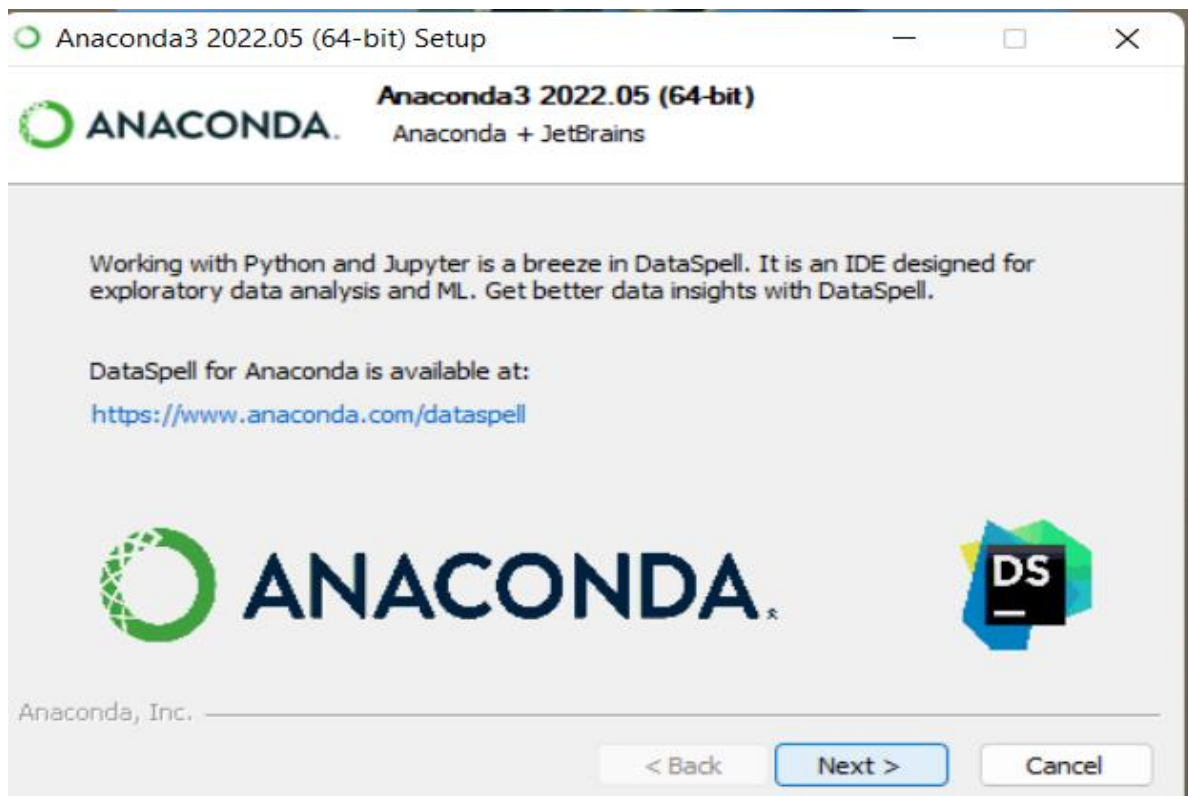 Anaconda3 2022.05 (64-bit) Setup
ANACONDA.
Anaconda3 2022.05 (64-bit)
Anaconda + JetBrains
Working with Python and Jupyter is a breeze in DataSpell. It is an IDE designed for
exploratory data analysis and ML. Get better data insights with DataSpell.
DataSpell for Anaconda is available at:
https://www.anaconda.com/dataspell
ANACONDA.
DS
Anaconda, Inc.
< Back
Next >
Cancel